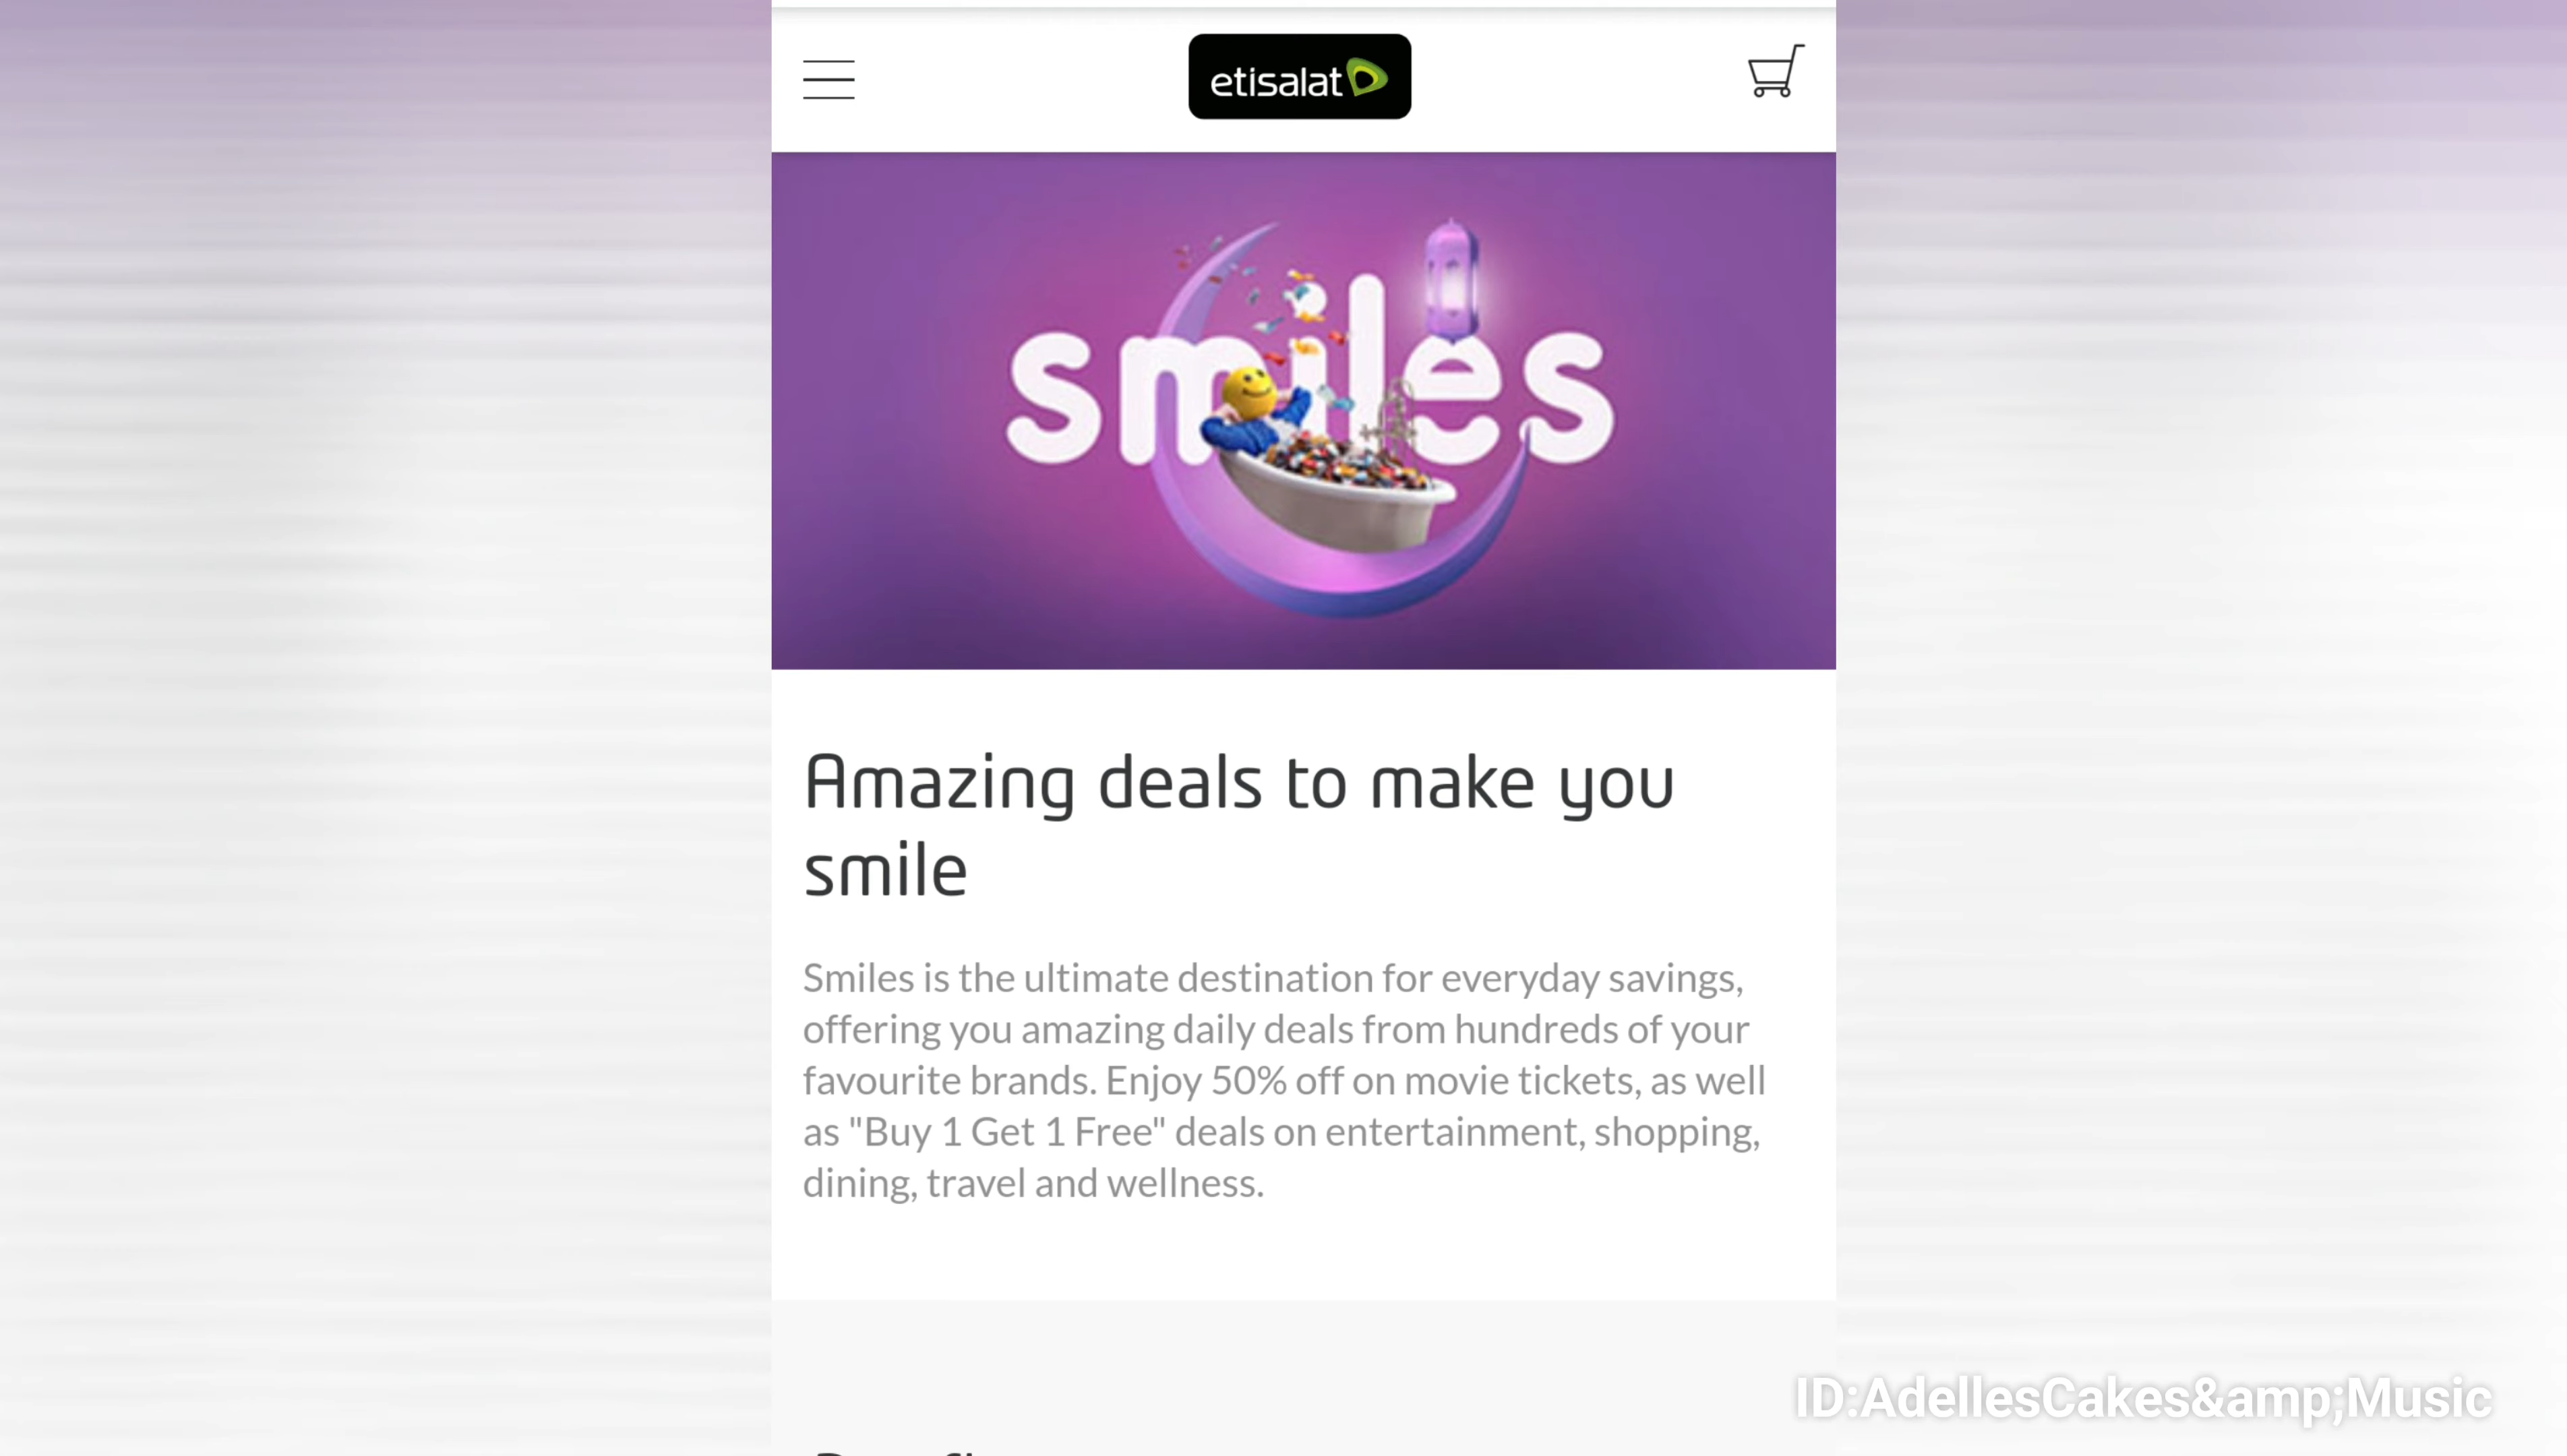 etisalat
smiles
Amazing deals to make you
smile
Smiles is the ultimate destination for everyday savings,
offering you amazing daily deals from hundreds of your
favourite brands. Enjoy 50% off on movie tickets, as well
as "Buy 1 Get 1 Free" deals on entertainment, shopping,
dining, travel and wellness.
ID:AdellesCakes&amp;Music